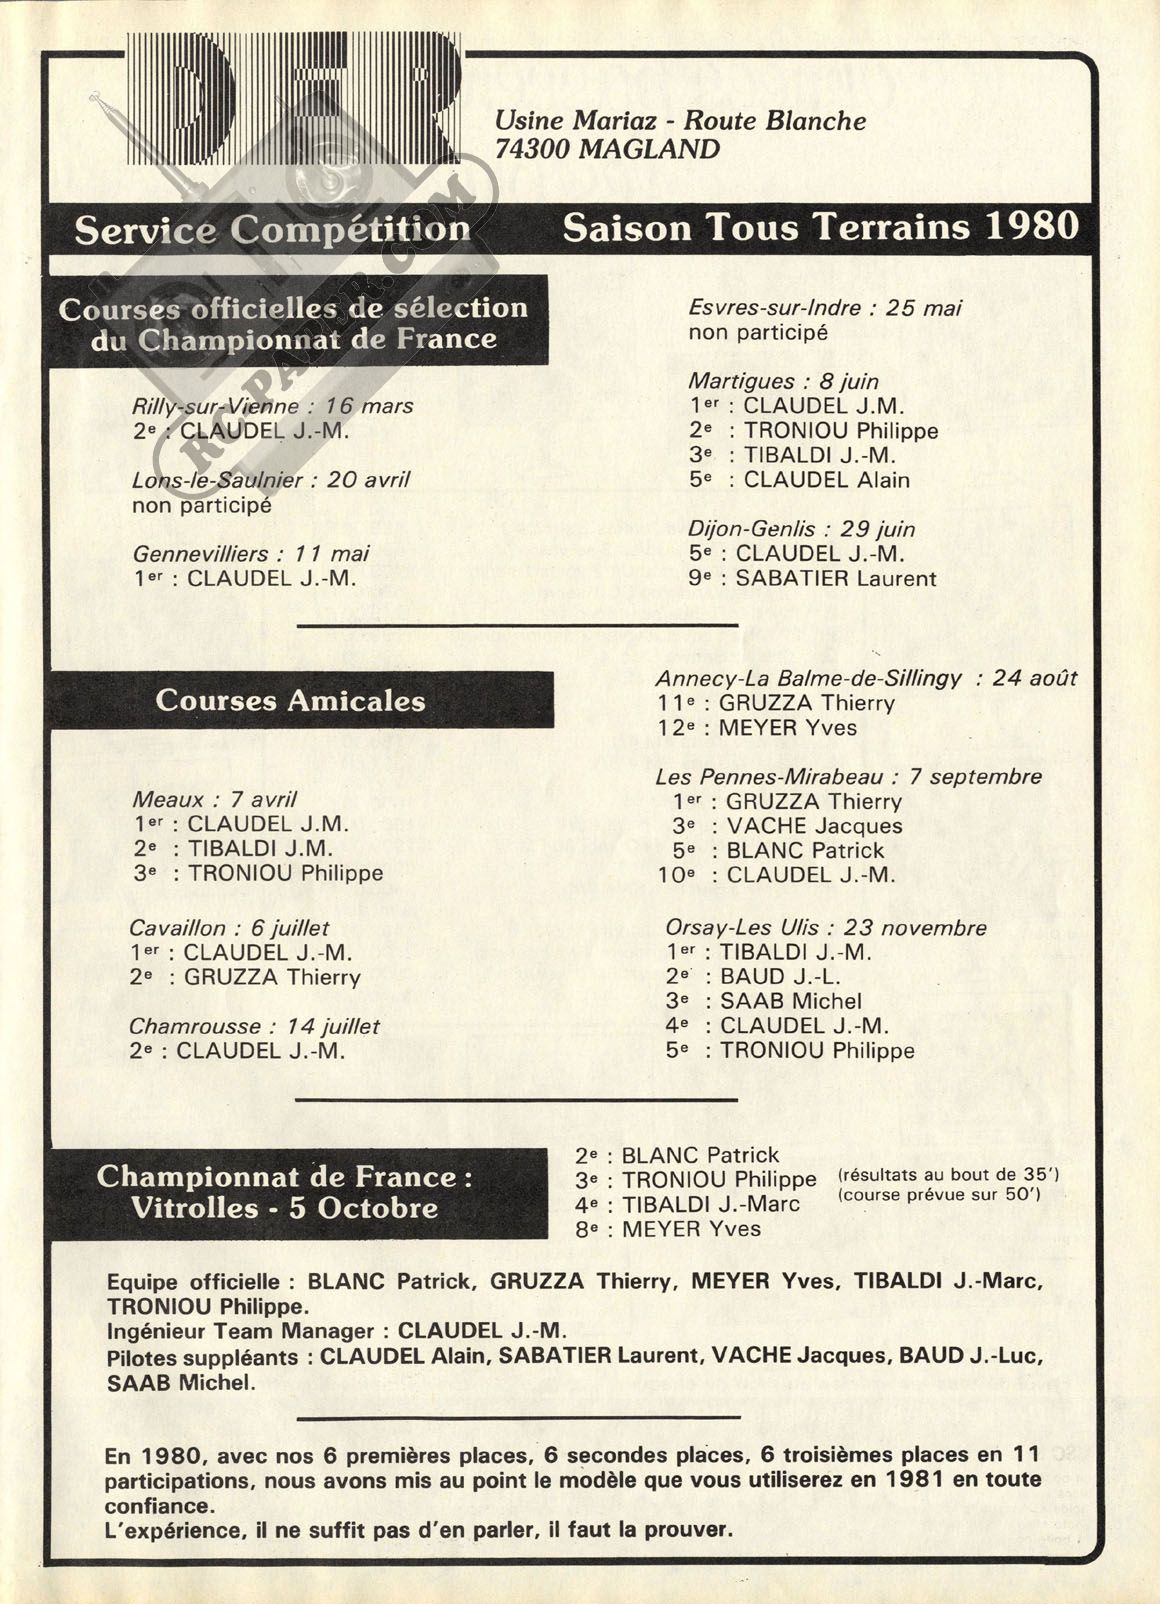 DER
Usine Mariaz - Route Blanche
74300 MAGLAND
Service Compétition Saison Tous Terrains 1980
Courses officielles de sélection
du Championnat de France
Rilly-sur-Vienne : 16 mars
2e : CLAUDEL J.-M.
Lons-le-Saulnier : 20 avril
non participé
Gennevilliers : 11 mai
1er : CLAUDEL J.-M.
Esvres-sur-Indre : 25 mai
non participé
Martigues : 8 juin
1er : CLAUDEL J.M.
2e : TRONIOU Philippe
3e : TIBALDI J.-M.
5e : CLAUDEL Alain
Dijon-Genlis : 29 juin
5e : CLAUDEL J.-M.
9e : SABATIER Laurent
RC-PAPER.COM
Courses Amicales
Meaux : 7 avril
1er : CLAUDEL J.M.
2e : TIBALDI J.M.
3e : TRONIOU Philippe
Cavaillon : 6 juillet
1er : CLAUDEL J.-M.
2e : GRUZZA Thierry
Chamrousse : 14 juillet
2e : CLAUDEL J.-M.
Annecy-La Balme-de-Sillingy : 24 août
11e : GRUZZA Thierry
12e : MEYER Yves
Les Pennes-Mirabeau : 7 septembre
1er : GRUZZA Thierry
3e : VACHE Jacques
5e : BLANC Patrick
10e : CLAUDEL J.-M.
Orsay-Les Ulis : 23 novembre
1er : TIBALDI J.-M.
2e : BAUD J.-L.
3e : SAAB Michel
4e : CLAUDEL J.-M.
5e : TRONIOU Philippe
Championnat de France :
Vitrolles - 5 Octobre
2e : BLANC Patrick
3e : TRONIOU Philippe (résultats au bout de 35')
(course prévue sur 50')
4e : TIBALDI J.-Marc
8e : MEYER Yves
Equipe officielle : BLANC Patrick, GRUZZA Thierry, MEYER Yves, TIBALDI J.-Marc,
TRONIOU Philippe.
Ingénieur Team Manager : CLAUDEL J.-M.
Pilotes suppléants : CLAUDEL Alain, SABATIER Laurent, VACHE Jacques, BAUD J.-Luc,
SAAB Michel.
En 1980, avec nos 6 premières places, 6 secondes places, 6 troisièmes places en 11
participations, nous avons mis au point le modèle que vous utiliserez en 1981 en toute
confiance.
L'expérience, il ne suffit pas d'en parler, il faut la prouver.